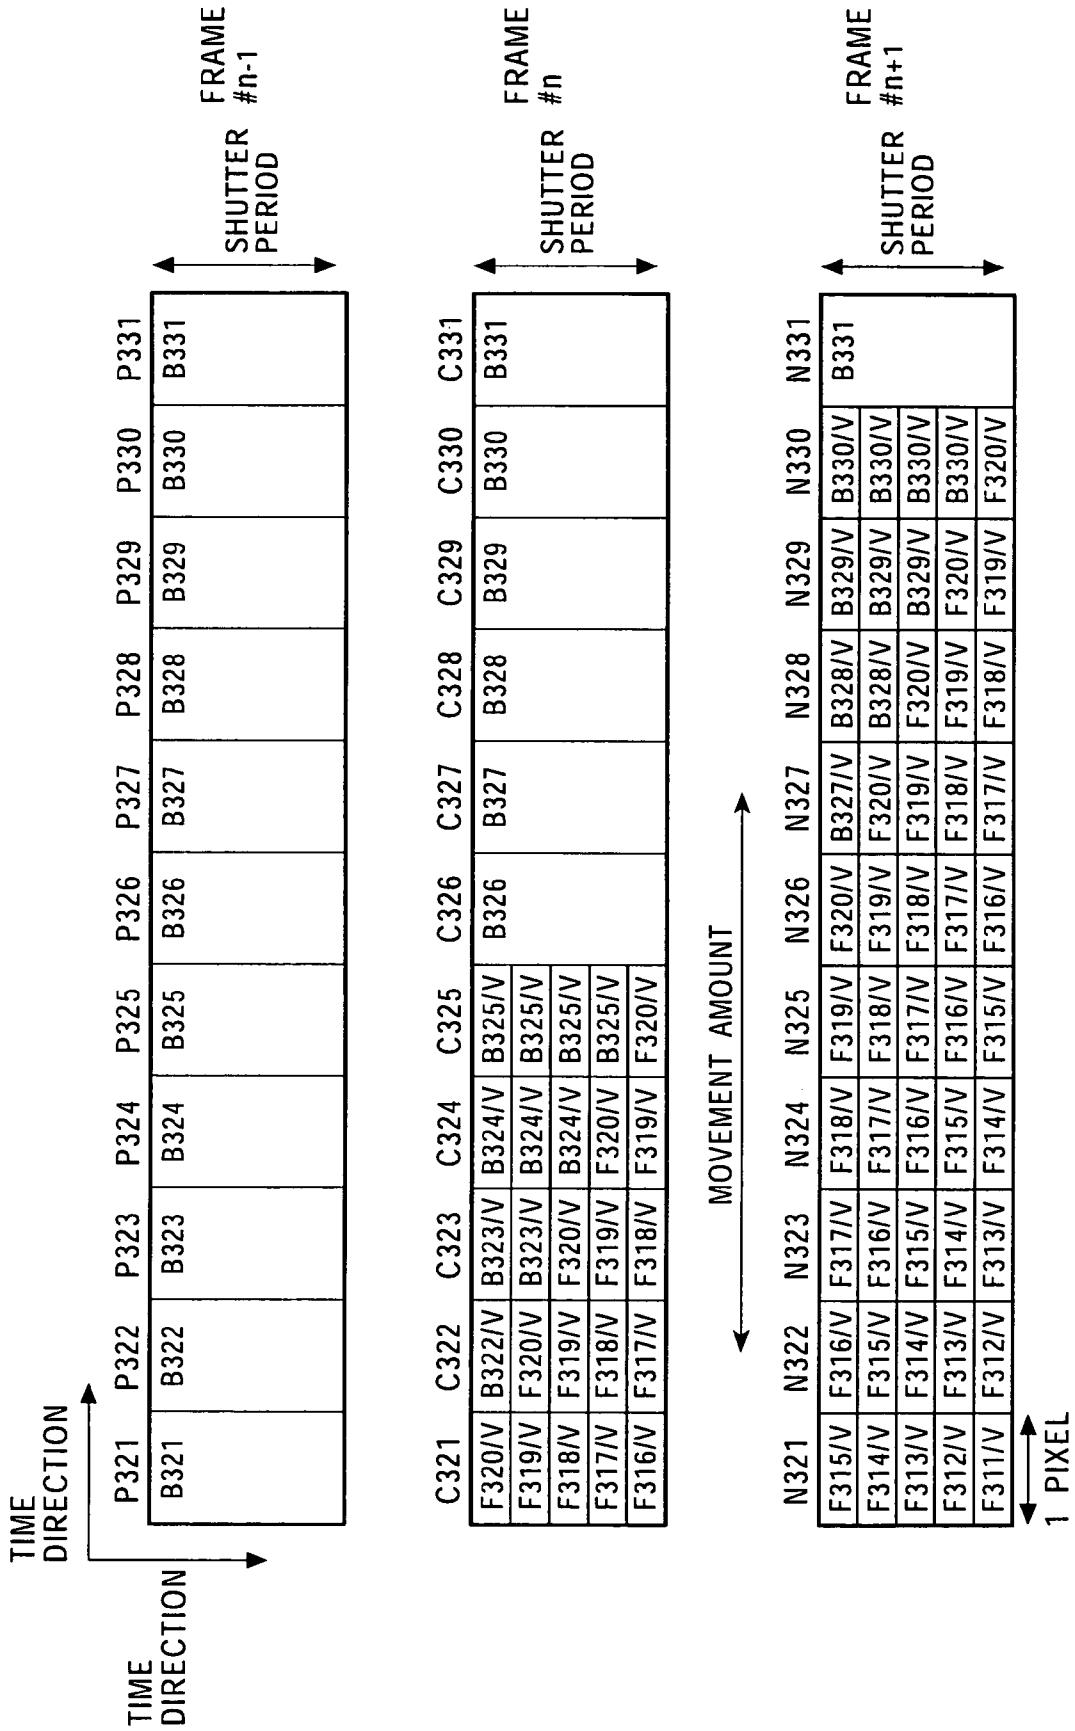 TIME
DIRECTION
TIME
DIRECTION
P321 P322 P323 P324 P325 P326 P327 P328 P329 P330 P331
B321 B322 B323 B324 B325 B326 B327 B328 B329 B330 B331
SHUTTER
PERIOD
FRAME
#n-1
C321 C322 C323 C324 C325 C326 C327 C328 C329 C330 C331
F320/V B322/V B323/V B324/V B325/V B326 B327 B328 B329 B330 B331
F319/V F320/V B323/V B324/V B325/V
F318/V F319/V F320/V B324/V B325/V
F317/V F318/V F319/V F320/V B325/V
F316/V F317/V F318/V F319/V F320/V
SHUTTER
PERIOD
FRAME
#n
MOVEMENT AMOUNT
N321 N322 N323 N324 N325 N326 N327 N328 N329 N330 N331
F315/V F316/V F317/V F318/V F319/V F320/V B327/V B328/V B329/V B330/V B331
F314/V F315/V F316/V F317/V F318/V F319/V F320/V B328/V B329/V B330/V
F313/V F314/V F315/V F316/V F317/V F318/V F319/V F320/V B329/V B330/V
F312/V F313/V F314/V F315/V F316/V F317/V F318/V F319/V F320/V B330/V
F311/V F312/V F313/V F314/V F315/V F316/V F317/V F318/V F319/V F320/V
SHUTTER
PERIOD
FRAME
#n+1
1 PIXEL